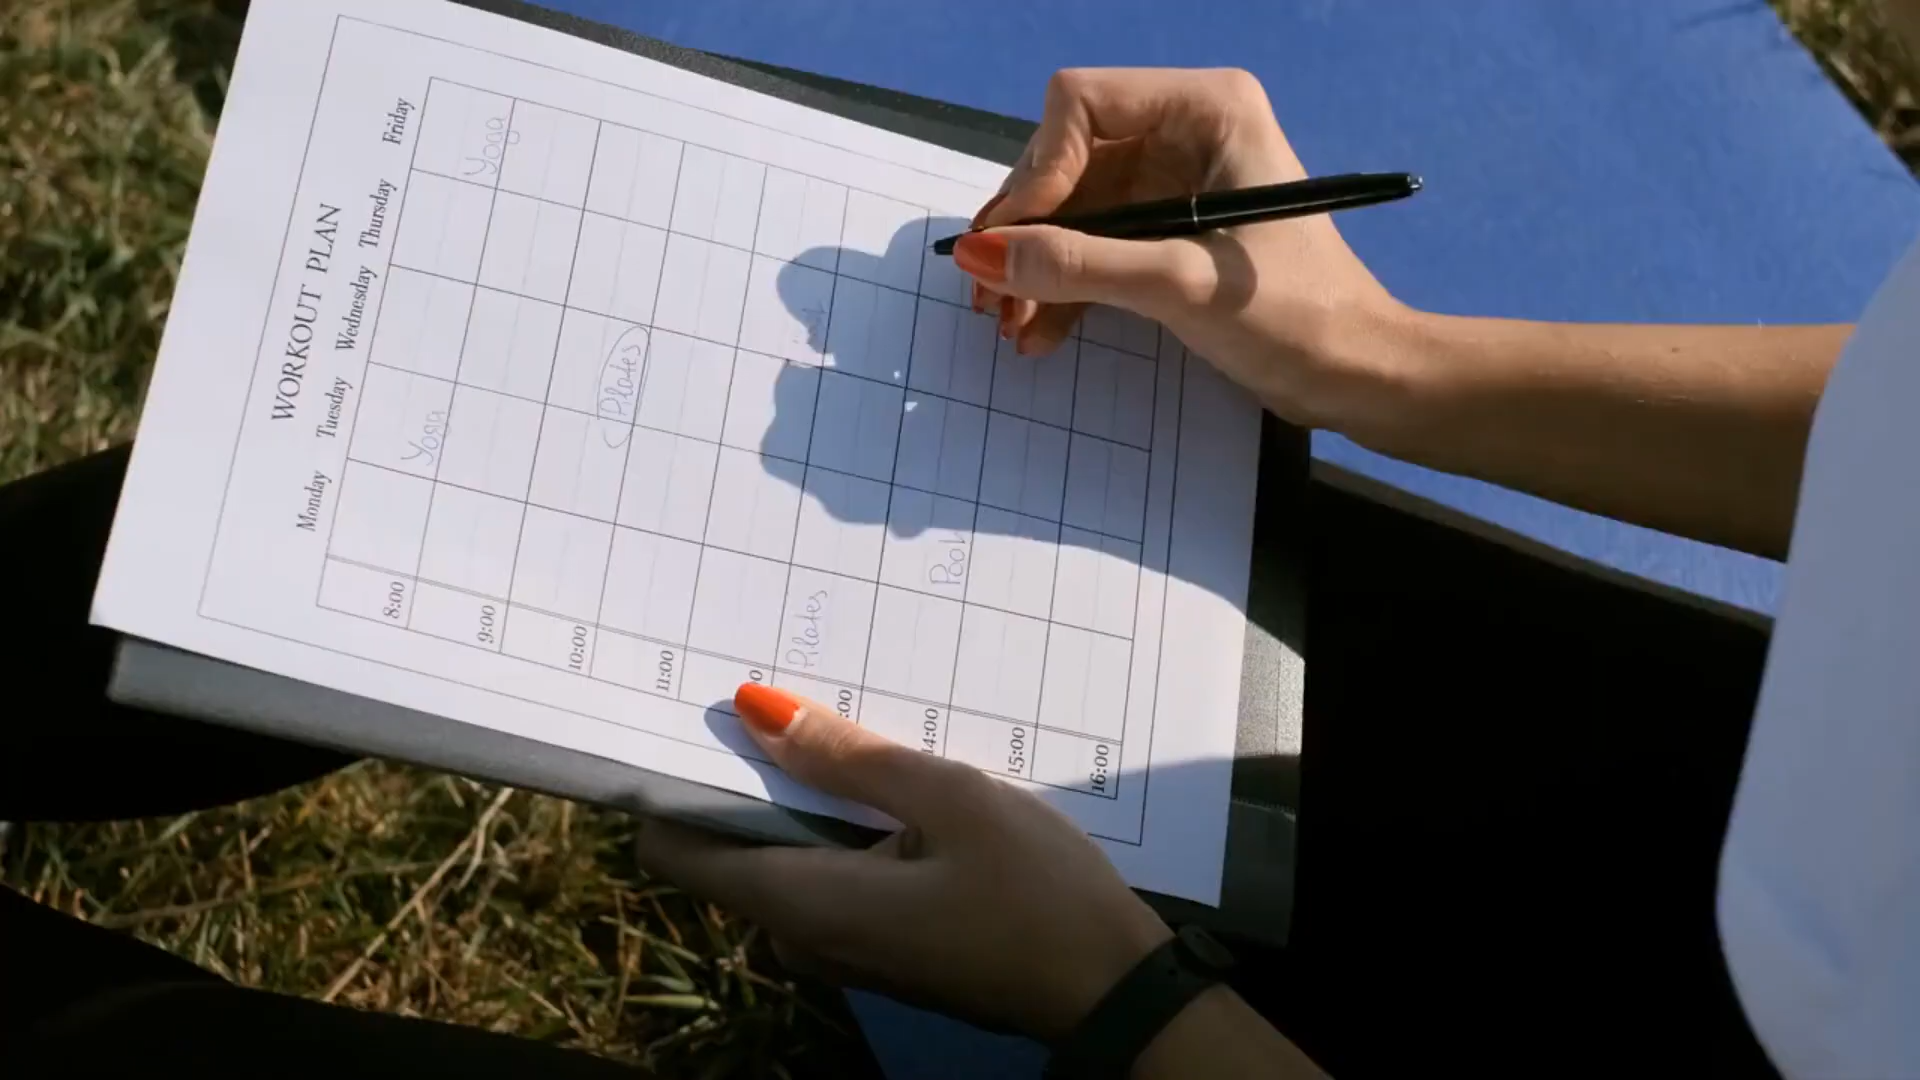 WORKOUT PLAN
Monday Tuesday Wednesday Thursday Friday
8:00 Yoga Yoga
9:00
10:00 Pilates
11:00
Pilates
14:00 Pool
15:00
16:00